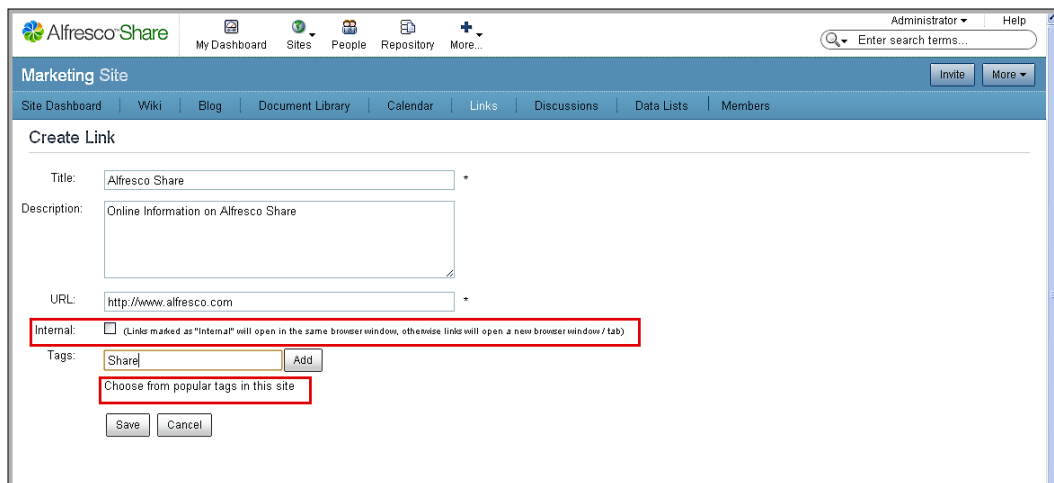 Alfresco Share
My Dashboard Sites People Repository More...
Administrator Help
Enter search terms...
Marketing Site
Invite More
Site Dashboard Wiki Blog Document Library Calendar Links Discussions Data Lists Members
Create Link
Title: Alfresco Share *
Description: Online Information on Alfresco Share
URL: http://www.alfresco.com *
Internal: (Links marked as "Internal" will open in the same browser window, otherwise links will open a new browser window / tab)
Tags: Share Add
Choose from popular tags in this site
Save Cancel